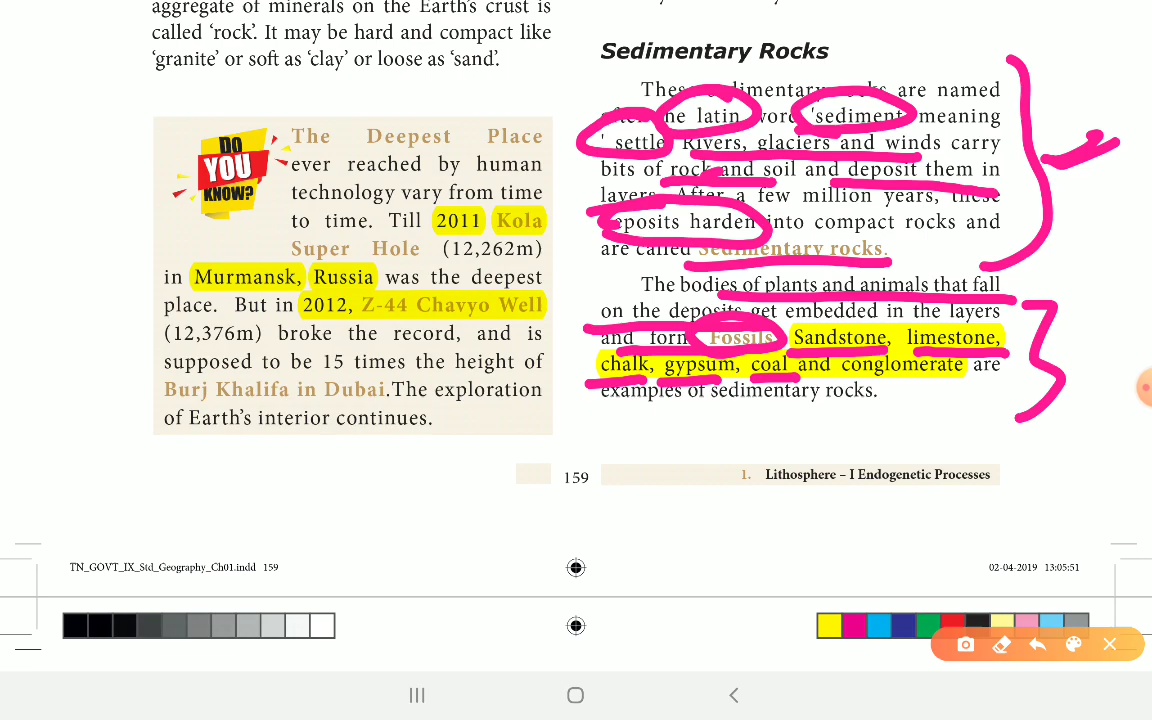 aggregate of minerals on the Earth's crust is
called 'rock'. It may be hard and compact like
'granite' or soft as 'clay' or loose as 'sand'.
DO
YOU
KNOW?
The Deepest Place
ever reached by human
technology vary from time
to time. Till 2011 Kola
Super Hole (12,262m)
in Murmansk, Russia was the deepest
place. But in 2012, Z-44 Chavyo Well
(12,376m) broke the record, and is
supposed to be 15 times the height of
Burj Khalifa in Dubai.The exploration
of Earth's interior continues.
Sedimentary Rocks
These sedimentary rocks are named
after the latin word 'sediment' meaning
' settle. Rivers, glaciers and winds carry
bits of rock and soil and deposit them in
layers. After a few million years, these
deposits harden into compact rocks and
are called Sedimentary rocks.
The bodies of plants and animals that fall
on the deposits get embedded in the layers
and form Fossils. Sandstone, limestone,
chalk, gypsum, coal and conglomerate are
examples of sedimentary rocks.
159
1. Lithosphere – I Endogenetic Processes
TN_GOVT_IX_Std_Geography_Ch01.indd 159
02-04-2019 13:05:51